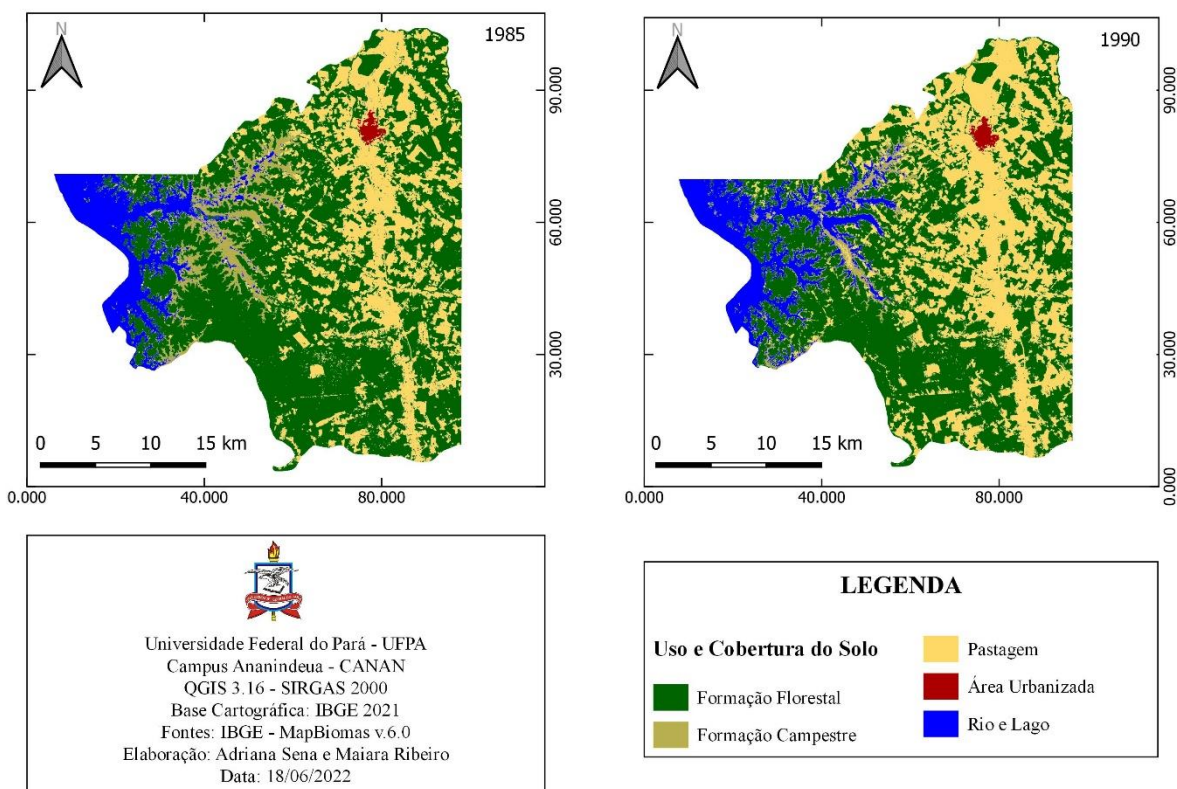 N
1985
90.000
60.000
30.000
0 5 10 15 km
0.000 40.000 80.000
N
1990
90.000
60.000
30.000
0.000
0 5 10 15 km
0.000 40.000 80.000
Universidade Federal do Pará - UFPA
Campus Ananindeua - CANAN
QGIS 3.16 - SIRGAS 2000
Base Cartográfica: IBGE 2021
Fontes: IBGE - MapBiomas v.6.0
Elaboração: Adriana Sena e Maiara Ribeiro
Data: 18/06/2022
LEGENDA
Uso e Cobertura do Solo
Formação Florestal
Formação Campestre
Pastagem
Área Urbanizada
Rio e Lago